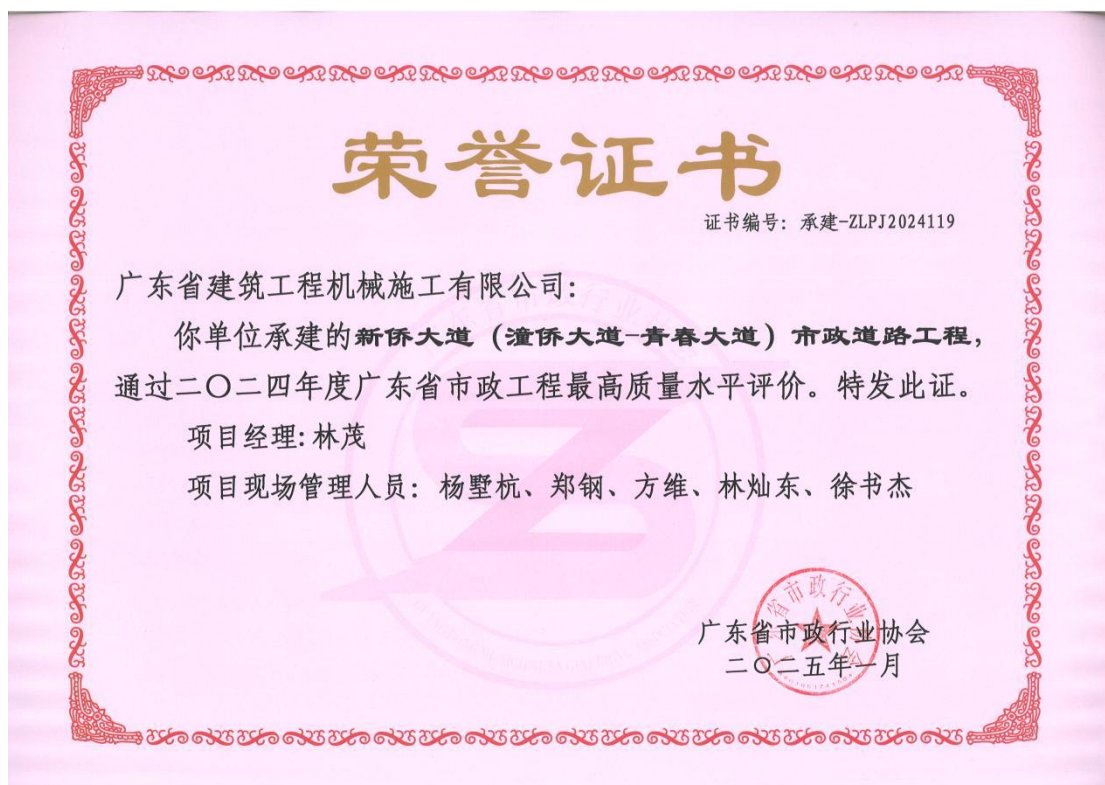 荣誉证书
证书编号：承建-ZLPJ2024119
广东省建筑工程机械施工有限公司：
你单位承建的新侨大道（潼侨大道-青春大道）市政道路工程，
通过二〇二四年度广东省市政工程最高质量水平评价。特发此证。
项目经理:林茂
项目现场管理人员：杨墅杭、郑钢、方维、林灿东、徐书杰
广东省市政行业协会
二〇二五年一月